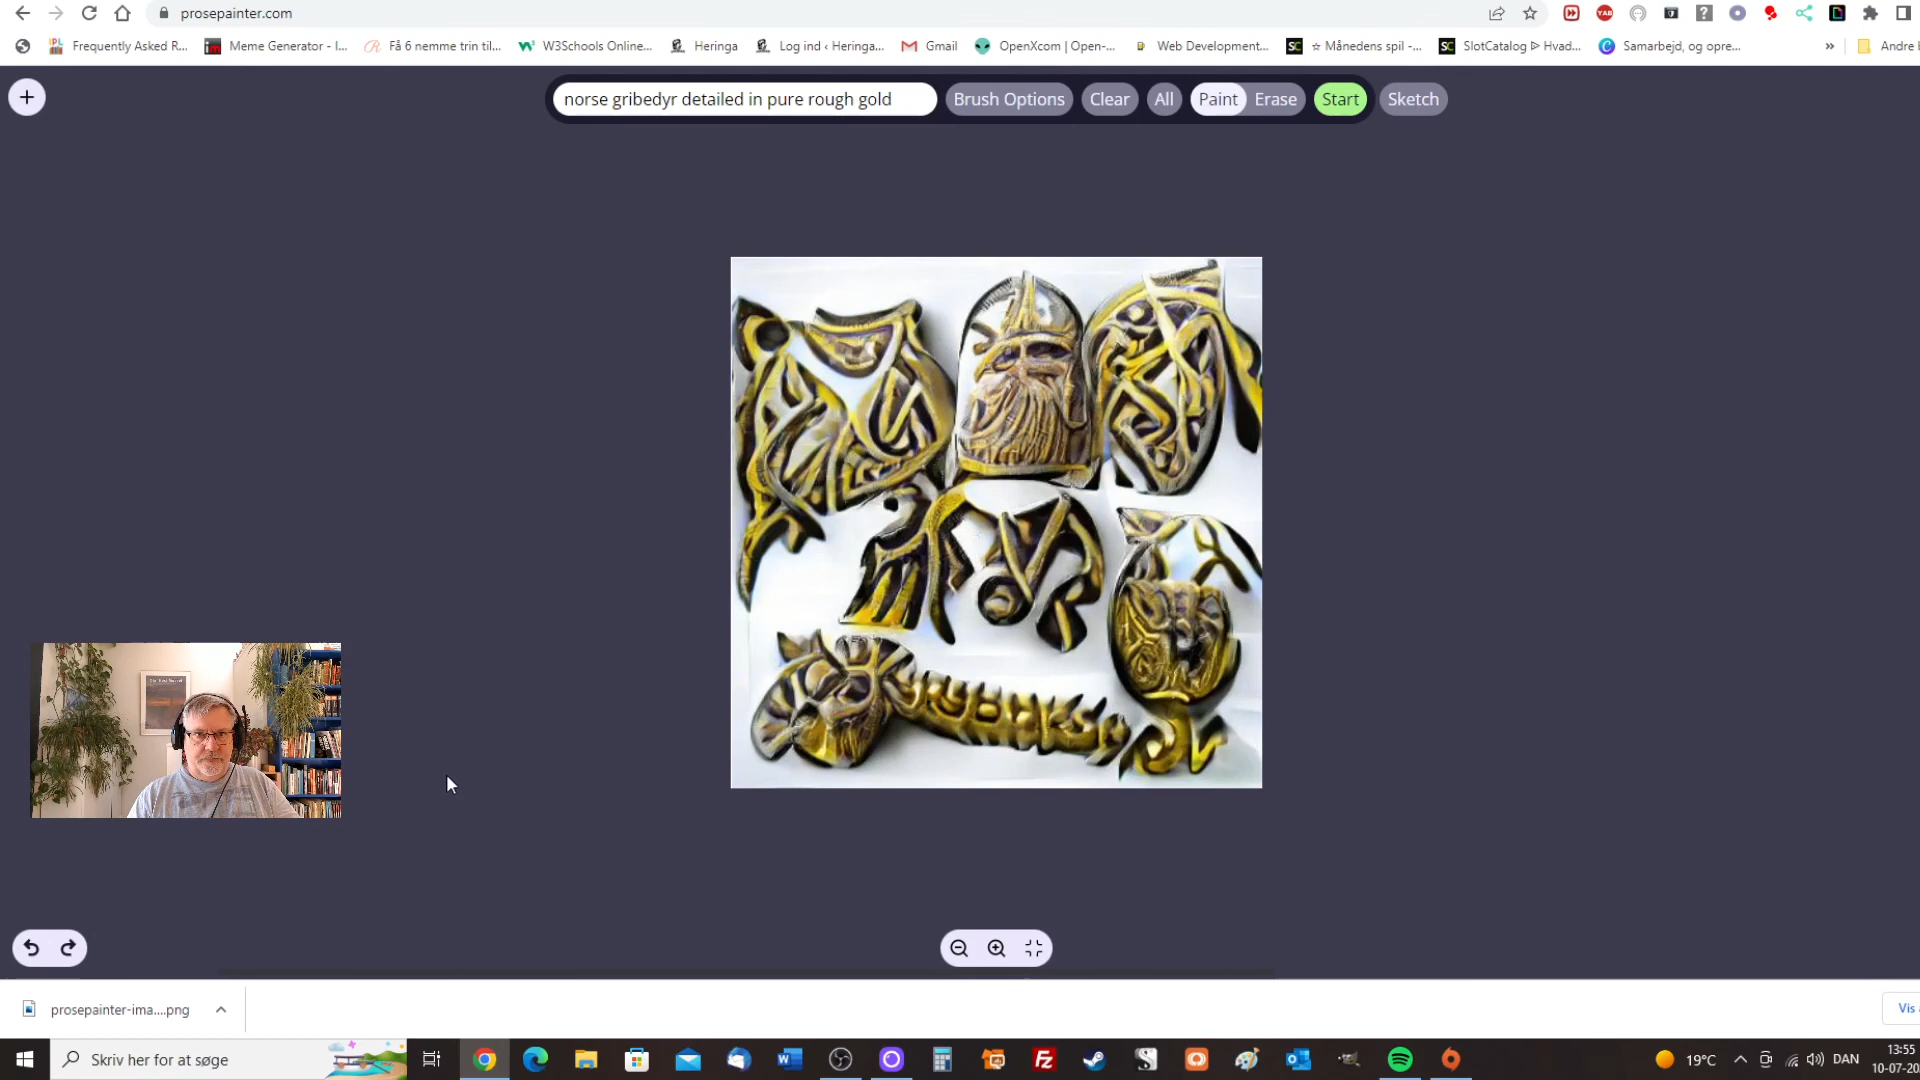 prosepainter.com
Frequently Asked R...
Meme Generator - I...
Få 6 nemme trin til...
W3Schools Online...
Heringa
Log ind ‹ Heringa...
Gmail
OpenXcom | Open-...
Web Development...
☆ Månedens spil -...
SlotCatalog ᐅ Hvad...
Samarbejd, og opre...
»
Andre
norse gribedyr detailed in pure rough gold
Brush Options
Clear
All
Paint
Erase
Start
Sketch
prosepainter-ima....png
Vis
Skriv her for at søge
19°C
DAN
13:55
10-07-20